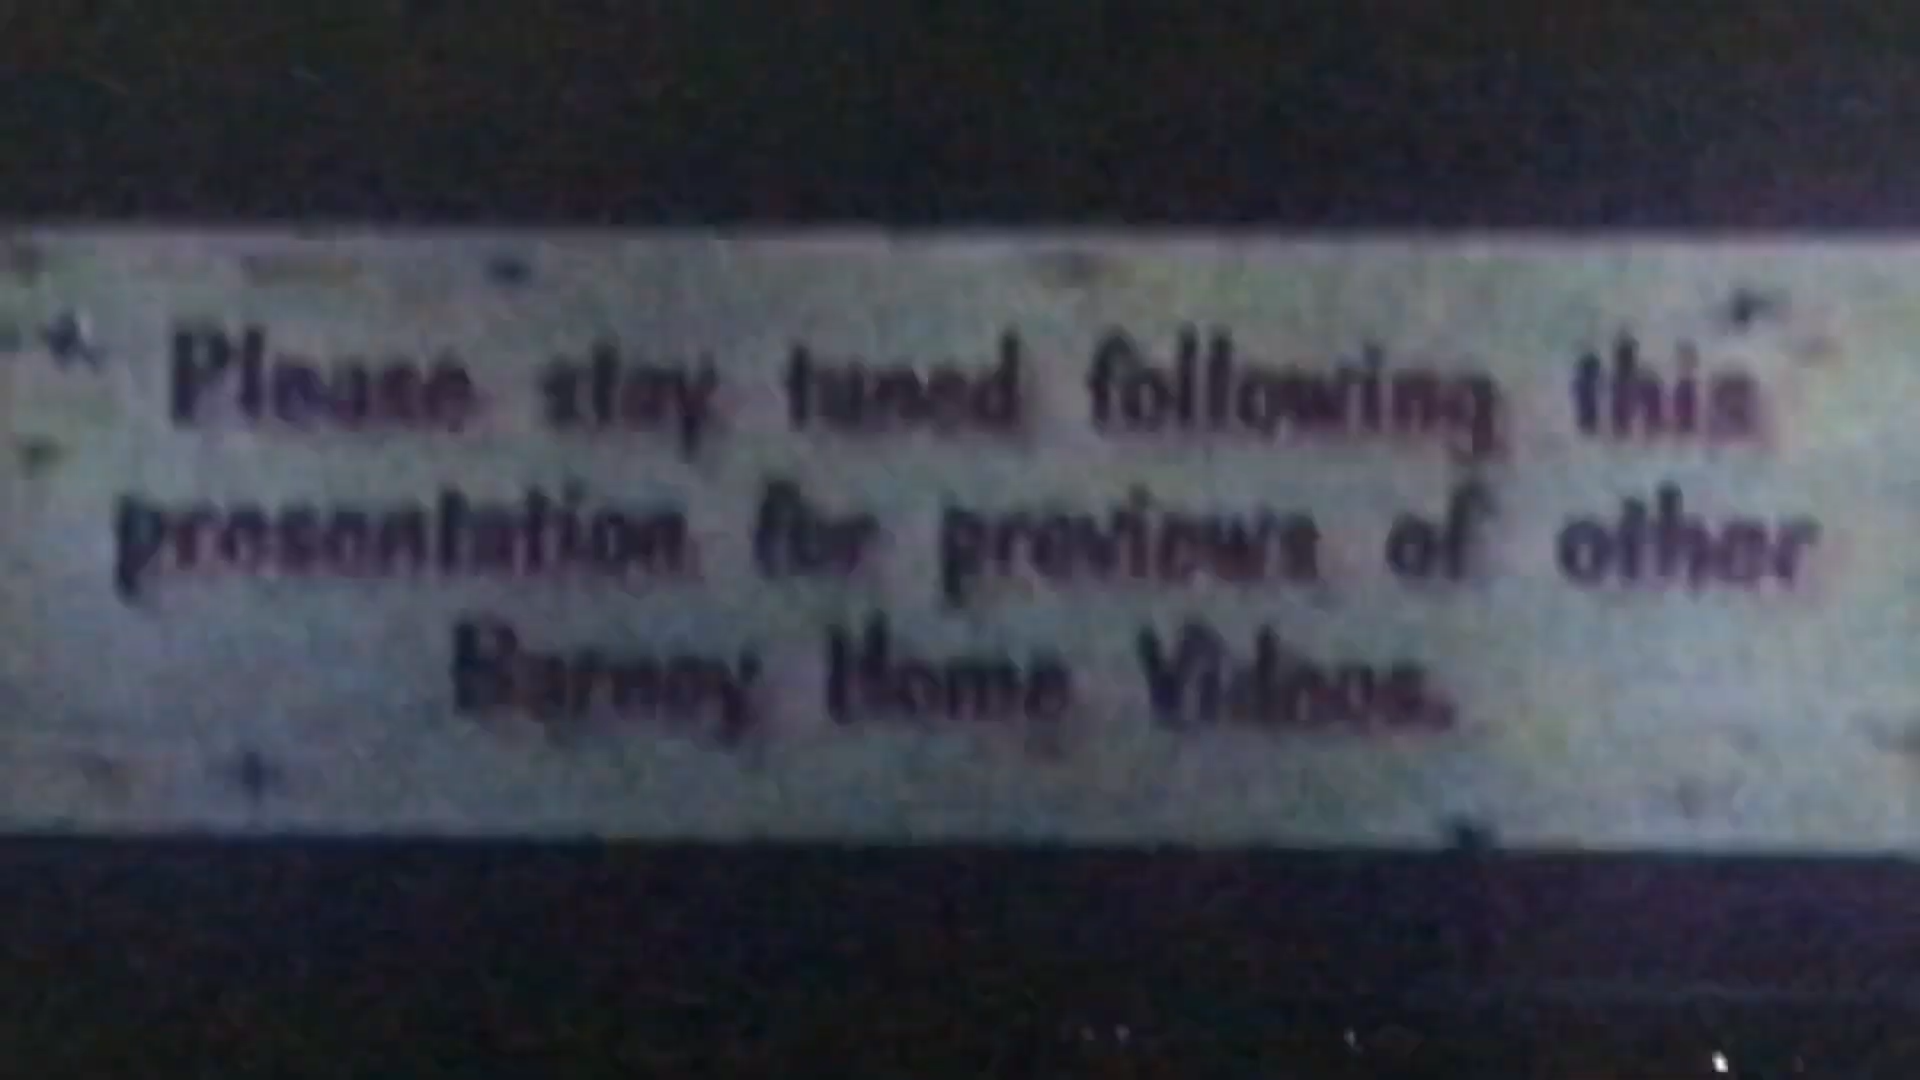 Please stay tuned following this
presentation for previews of other
Barney Home Videos.